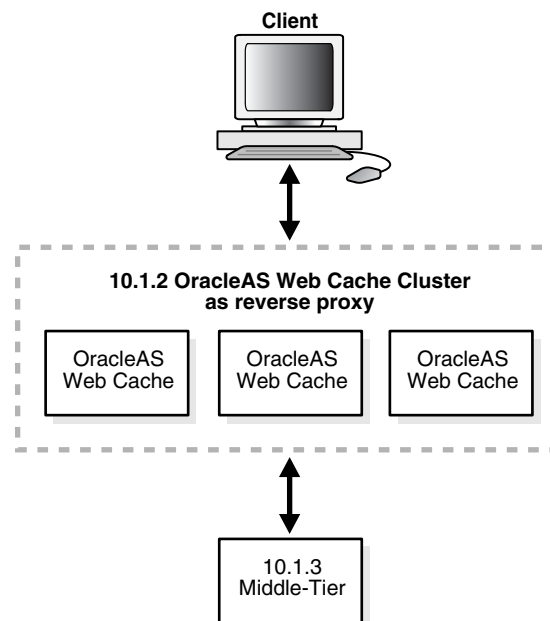 Client
10.1.2 OracleAS Web Cache Cluster
as reverse proxy
OracleAS
Web Cache
OracleAS
Web Cache
OracleAS
Web Cache
10.1.3
Middle-Tier